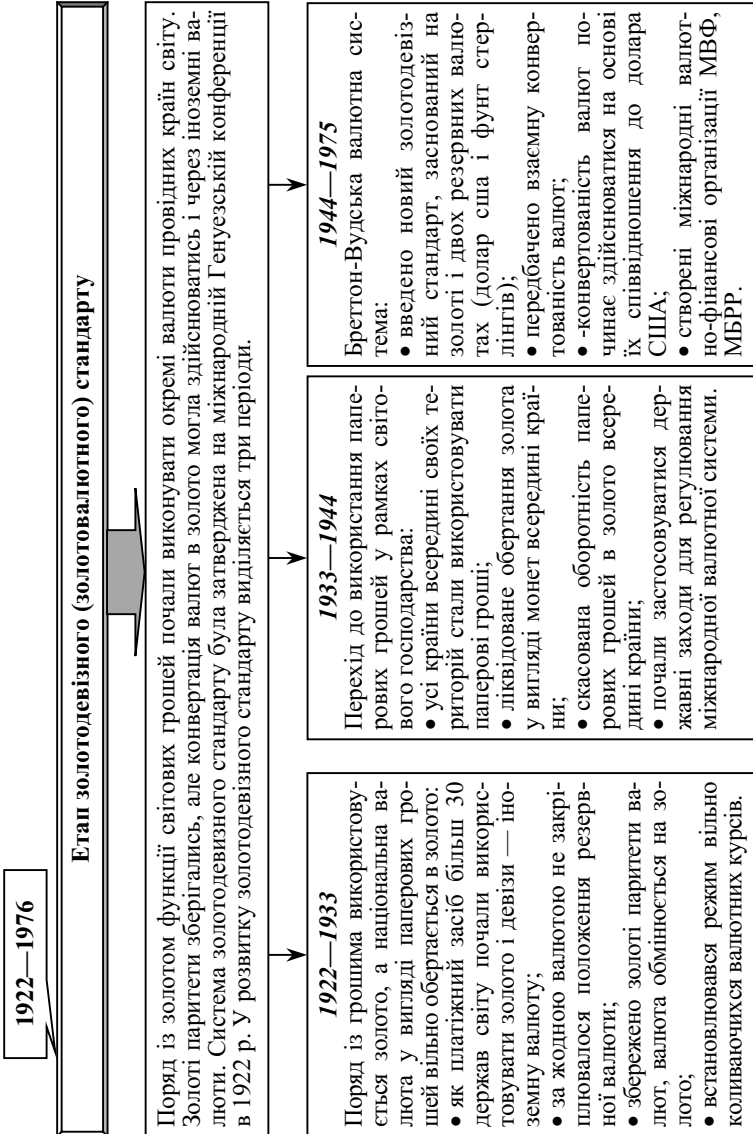 1922—1976
Етап золотодевізного (золотовалютного) стандарту
Поряд із золотом функції світових грошей почали виконувати окремі валюти провідних країн світу.
Золоті паритети зберігались, але конвертація валют в золото могла здійснюватись і через іноземні ва-
люти. Система золотодевизного стандарту була затверджена на міжнародній Генуезській конференції
в 1922 р. У розвитку золотодевізного стандарту виділяється три періоди.
1922—1933
Поряд із грошима використову-
ється золото, а національна ва-
люта у вигляді паперових гро-
шей вільно обертається в золото:
• як платіжний засіб більш 30
держав світу почали викорис-
товувати золото і девізи — іно-
земну валюту;
• за жодною валютою не закрі-
плювалося положення резерв-
ної валюти;
• збережено золоті паритети ва-
лют, валюта обмінюється на зо-
лото;
• встановлювався режим вільно
коливаючихся валютних курсів.
1933—1944
Перехід до використання папе-
рових грошей у рамках світо-
вого господарства:
• усі країни всередині своїх те-
риторій стали використовувати
паперові гроші;
• ліквідоване обертання золота
у вигляді монет всередині краї-
ни;
• скасована оборотність папе-
рових грошей в золото всере-
дині країни;
• почали застосовуватися дер-
жавні заходи для регулювання
міжнародної валютної системи.
1944—1975
Бреттон-Вудська валютна сис-
тема:
• введено новий золотодевіз-
ний стандарт, заснований на
золоті і двох резервних валю-
тах (долар сша і фунт стер-
лінгів);
• передбачено взаємну конвер-
тованість валют;
• -конвертованість валют по-
чинає здійснюватися на основі
їх співвідношення до долара
США;
• створені міжнародні валют-
но-фінансові організації МВФ,
МБРР.